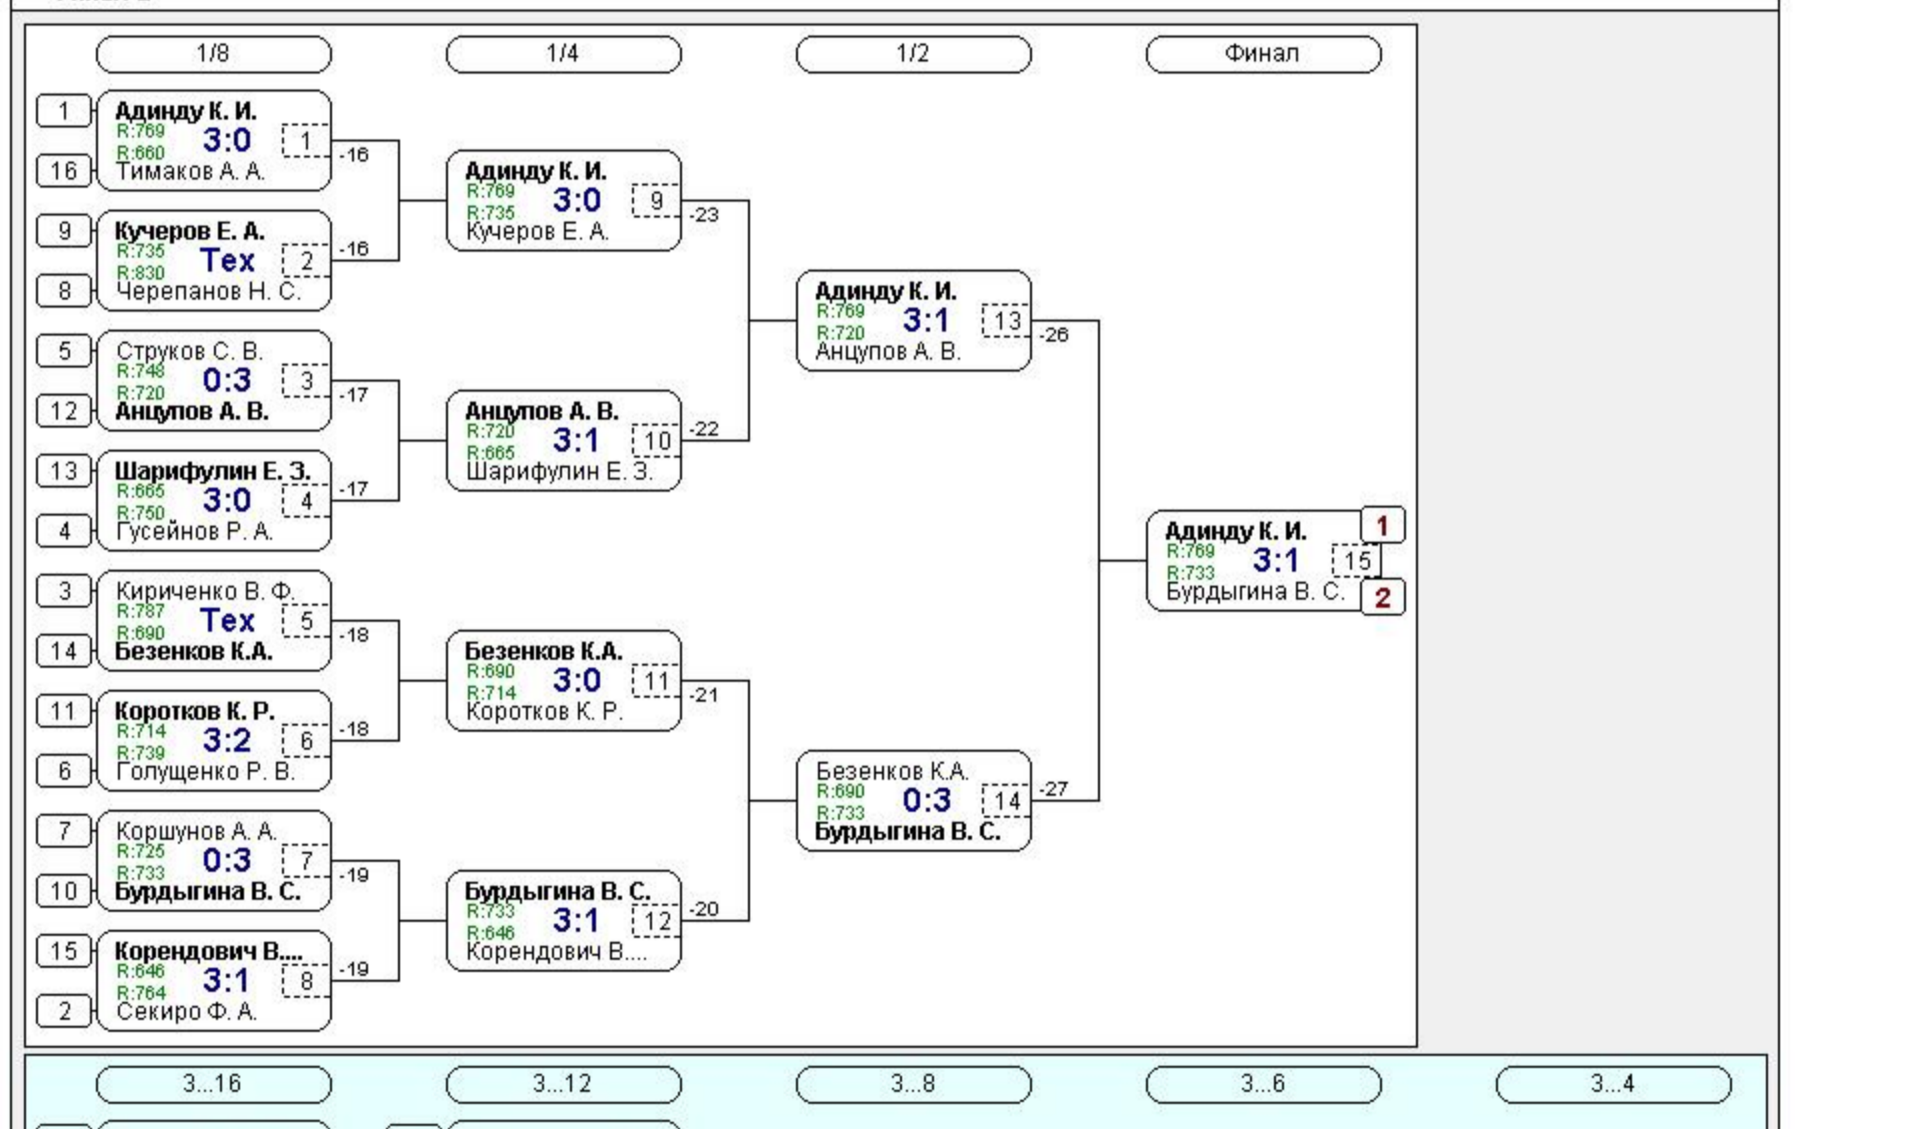 1/8
1/4
1/2
Финал
1
Адинду К. И.
R:769
3:0
1
R:660
16
Тимаков А. А.
-16
9
Кучеров Е. А.
R:735
Тех
2
R:830
8
Черепанов Н. С.
-16
5
Струков С. В.
R:748
0:3
3
R:720
12
Анцупов А. В.
-17
13
Шарифулин Е. З.
R:665
3:0
4
R:750
4
Гусейнов Р. А.
-17
3
Кириченко В. Ф.
R:787
Тех
5
R:690
14
Безенков К.А.
-18
11
Коротков К. Р.
R:714
3:2
6
R:739
6
Голущенко Р. В.
-18
7
Коршунов А. А.
R:725
0:3
7
R:733
10
Бурдыгина В. С.
-19
15
Корендович В....
R:646
3:1
8
R:764
2
Секиро Ф. А.
-19
Адинду К. И.
R:769
3:0
9
R:735
Кучеров Е. А.
-23
Анцупов А. В.
R:720
3:1
10
R:665
Шарифулин Е. З.
-22
Безенков К.А.
R:690
3:0
11
R:714
Коротков К. Р.
-21
Бурдыгина В. С.
R:733
3:1
12
R:646
Корендович В....
-20
Адинду К. И.
R:769
3:1
13
R:720
Анцупов А. В.
-26
Безенков К.А.
R:690
0:3
14
R:733
Бурдыгина В. С.
-27
Адинду К. И.
1
R:769
3:1
15
R:733
Бурдыгина В. С.
2
3...16
3...12
3...8
3...6
3...4